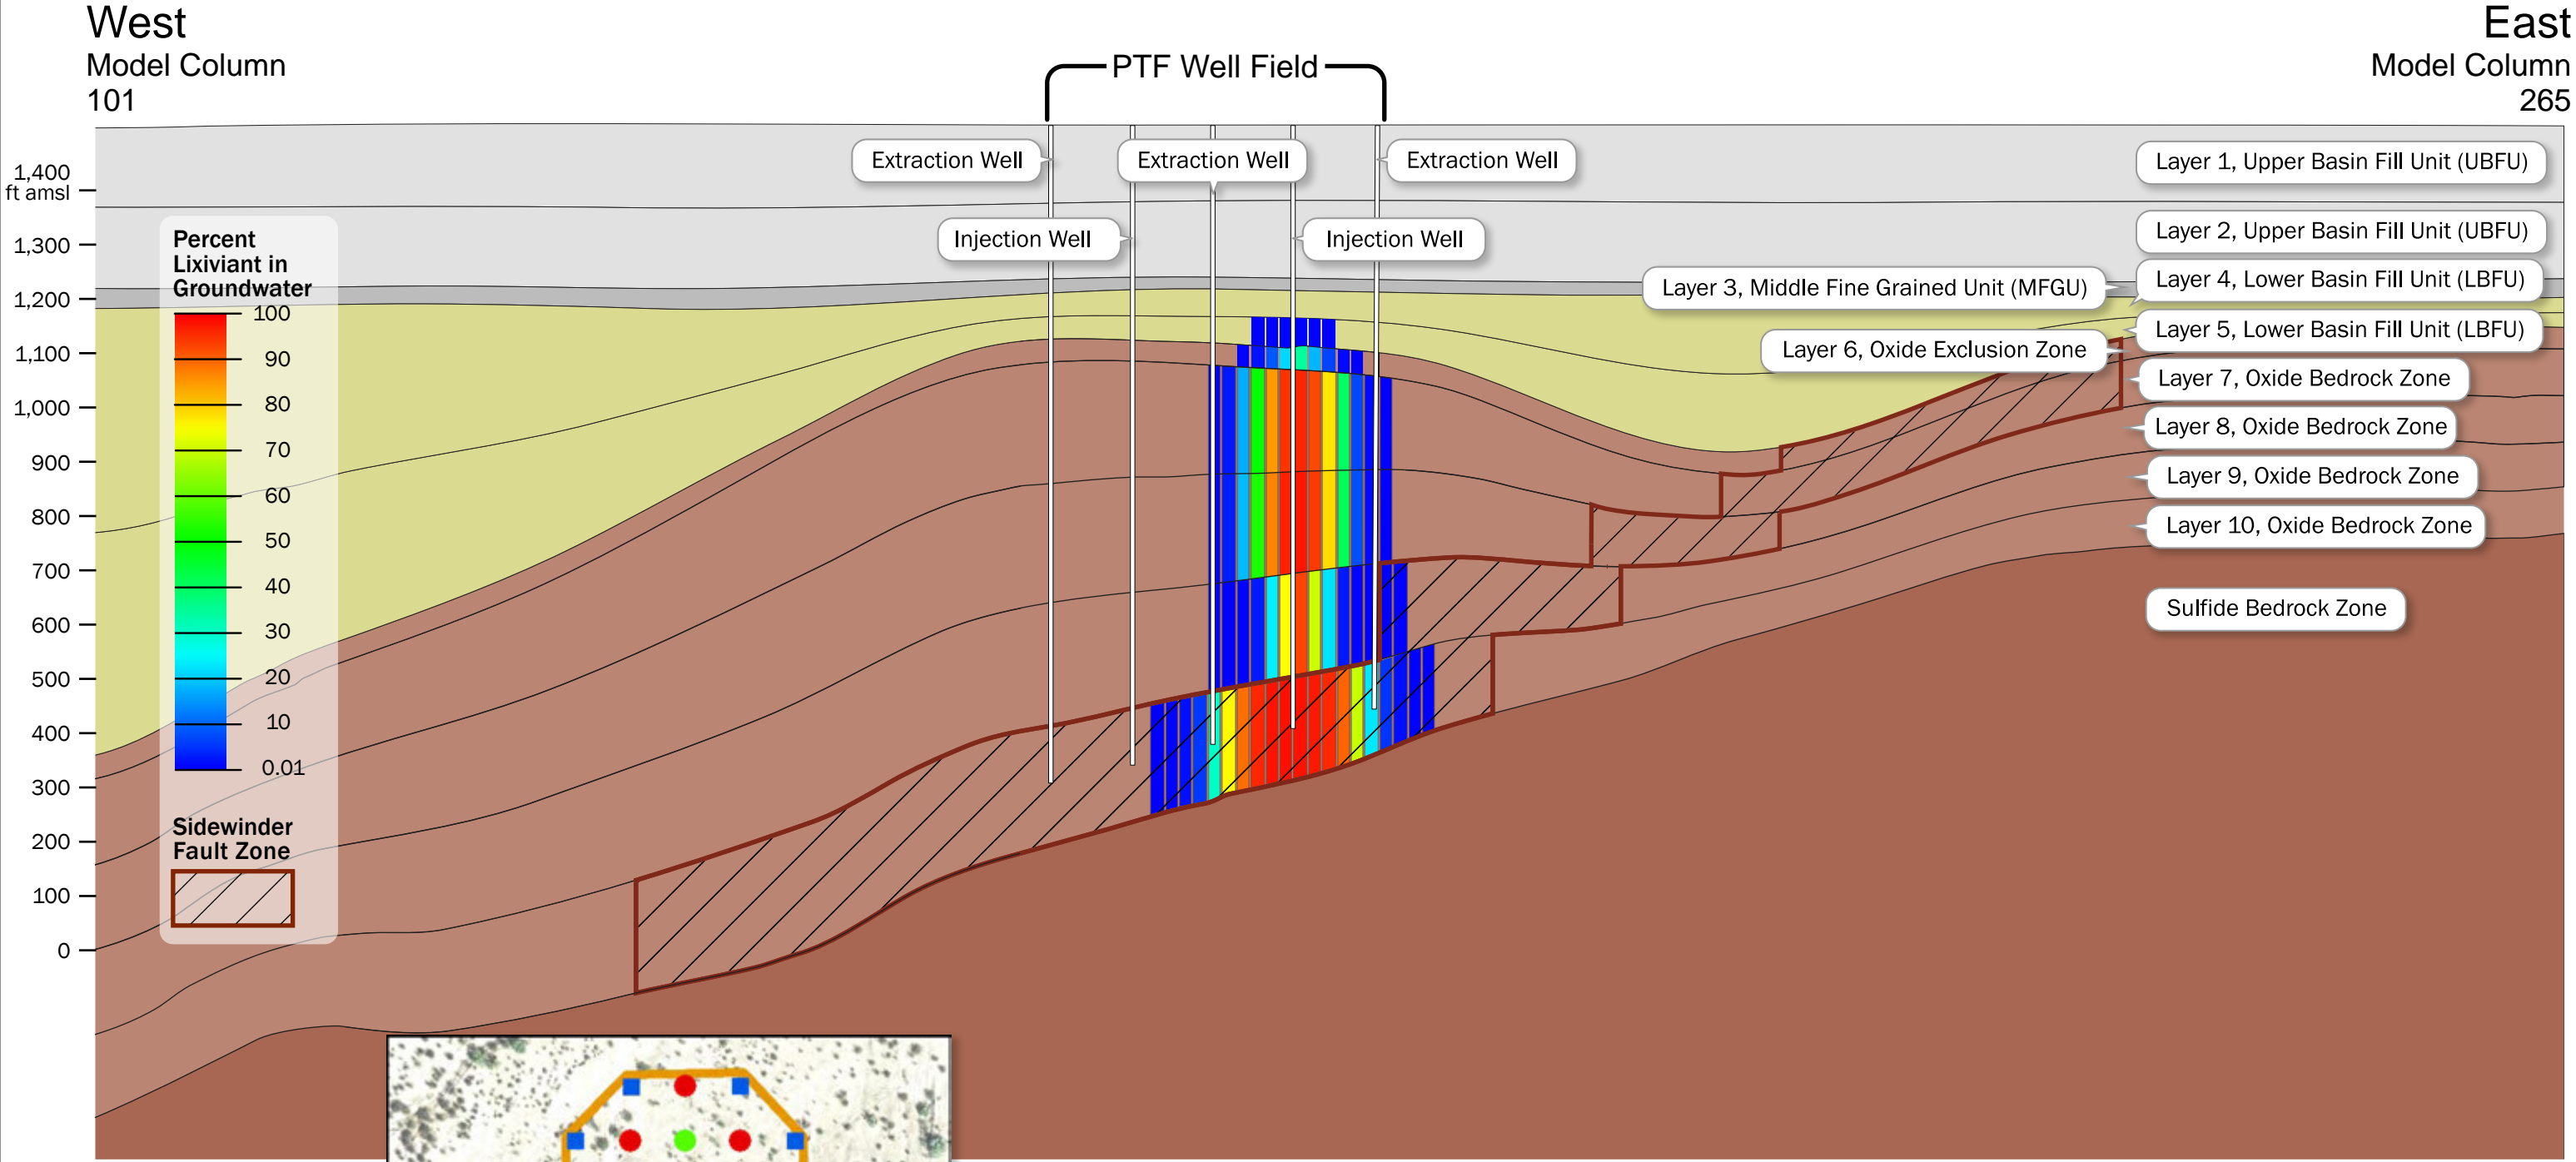 West
Model Column
101
East
Model Column
265
PTF Well Field
Extraction Well
Extraction Well
Extraction Well
Injection Well
Injection Well
Layer 1, Upper Basin Fill Unit (UBFU)
Layer 2, Upper Basin Fill Unit (UBFU)
Layer 3, Middle Fine Grained Unit (MFGU)
Layer 4, Lower Basin Fill Unit (LBFU)
Layer 5, Lower Basin Fill Unit (LBFU)
Layer 6, Oxide Exclusion Zone
Layer 7, Oxide Bedrock Zone
Layer 8, Oxide Bedrock Zone
Layer 9, Oxide Bedrock Zone
Layer 10, Oxide Bedrock Zone
Sulfide Bedrock Zone
1,400
ft amsl
1,300
1,200
1,100
1,000
900
800
700
600
500
400
300
200
100
0
Percent
Lixiviant in
Groundwater
100
90
80
70
60
50
40
30
20
10
0.01
Sidewinder
Fault Zone